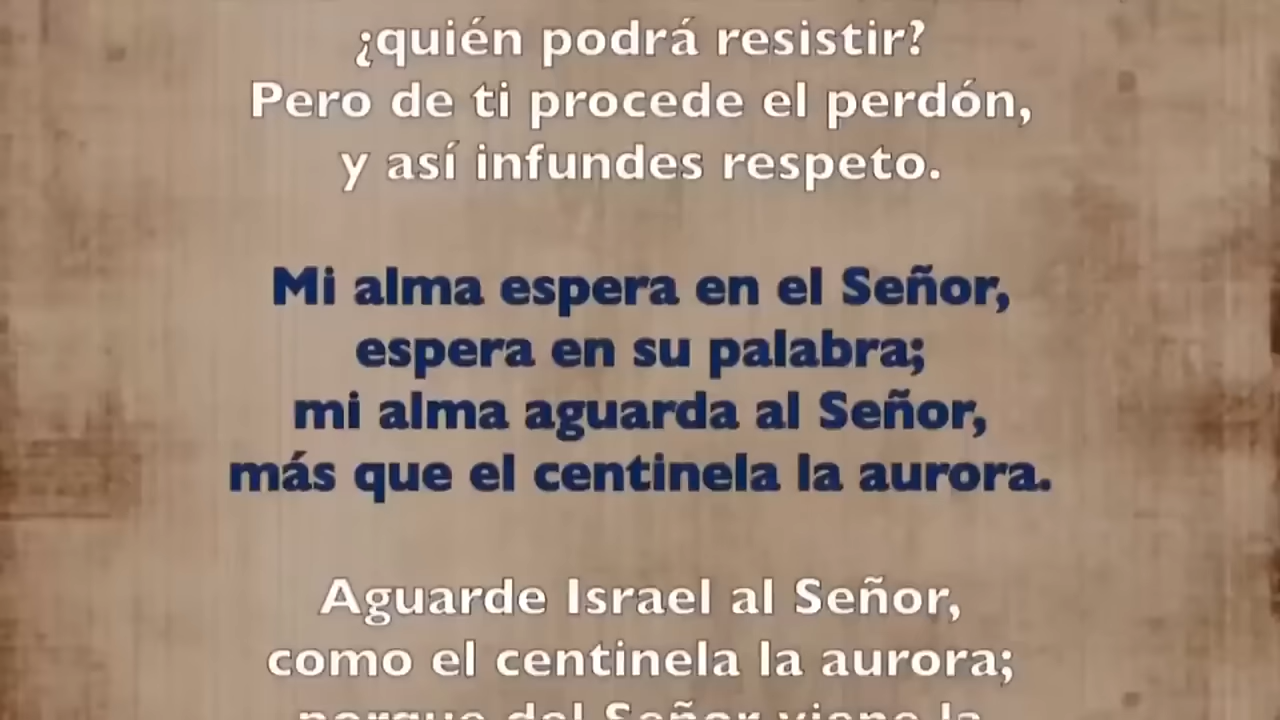 ¿quién podrá resistir?
Pero de ti procede el perdón,
y así infundes respeto.
Mi alma espera en el Señor,
espera en su palabra;
mi alma aguarda al Señor,
más que el centinela la aurora.
Aguarde Israel al Señor,
como el centinela la aurora;
porque del Señor viene la